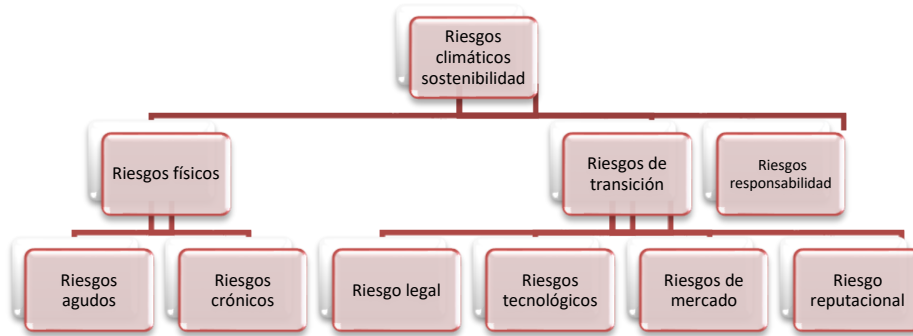 Riesgos
climáticos
sostenibilidad
Riesgos físicos
Riesgos de
transición
Riesgos
responsabilidad
Riesgos
agudos
Riesgos
crónicos
Riesgo legal
Riesgos
tecnológicos
Riesgos de
mercado
Riesgo
reputacional